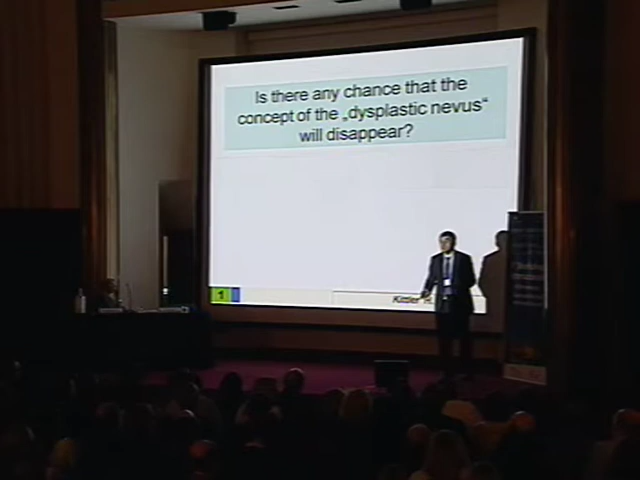 Is there any chance that the
concept of the „dysplastic nevus“
will disappear?
1
Kittler H.